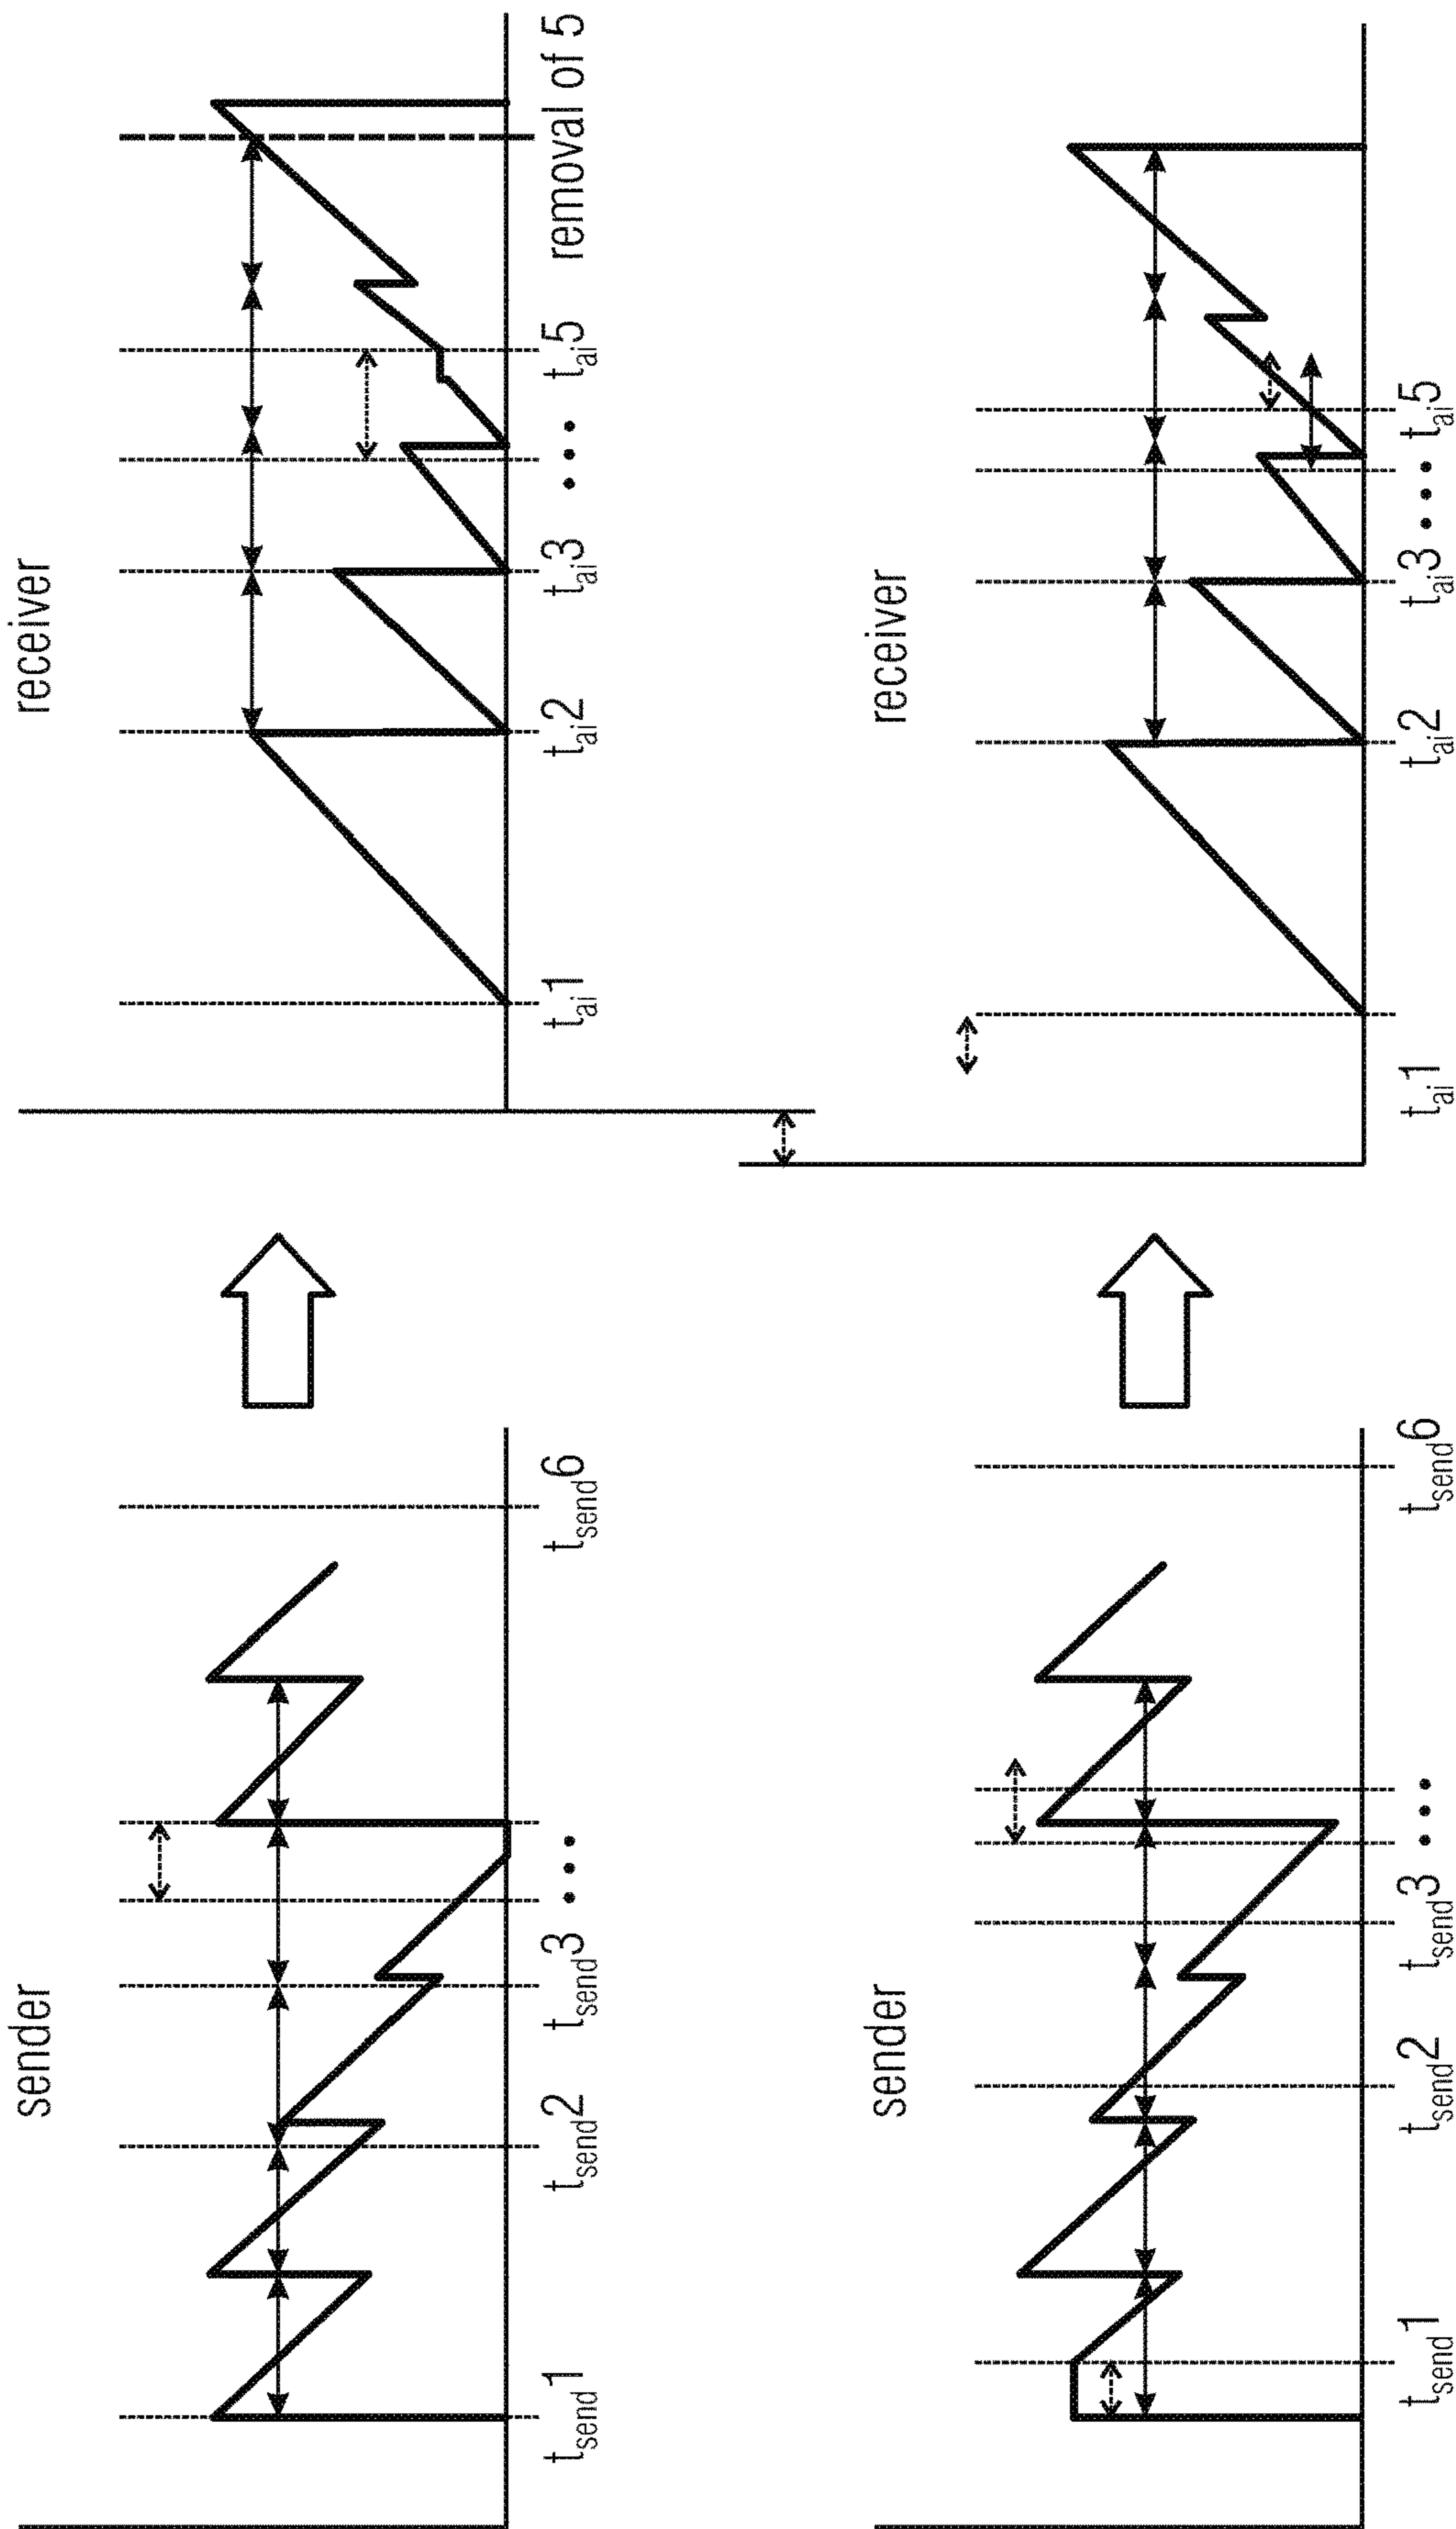 sender
t_send1 t_send2 t_send3 ... t_send6
receiver
t_ai1 t_ai2 t_ai3 ... t_ai5 removal of 5
sender
t_send1 t_send2 t_send3 ... t_send6
receiver
t_ai1 t_ai2 t_ai3 ... t_ai5